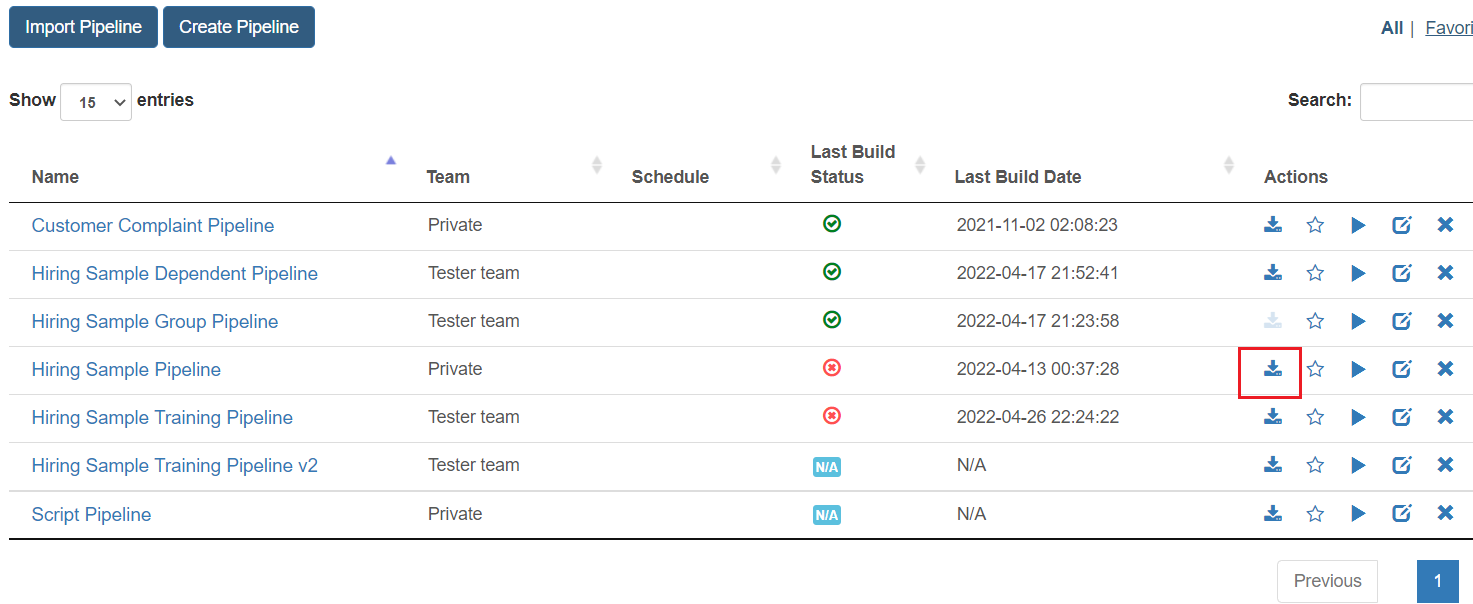 Import Pipeline Create Pipeline All | Favori
Show 15 entries Search:
Name Team Schedule Last Build Status Last Build Date Actions
Customer Complaint Pipeline Private 2021-11-02 02:08:23
Hiring Sample Dependent Pipeline Tester team 2022-04-17 21:52:41
Hiring Sample Group Pipeline Tester team 2022-04-17 21:23:58
Hiring Sample Pipeline Private 2022-04-13 00:37:28
Hiring Sample Training Pipeline Tester team 2022-04-26 22:24:22
Hiring Sample Training Pipeline v2 Tester team N/A N/A
Script Pipeline Private N/A N/A
Previous 1